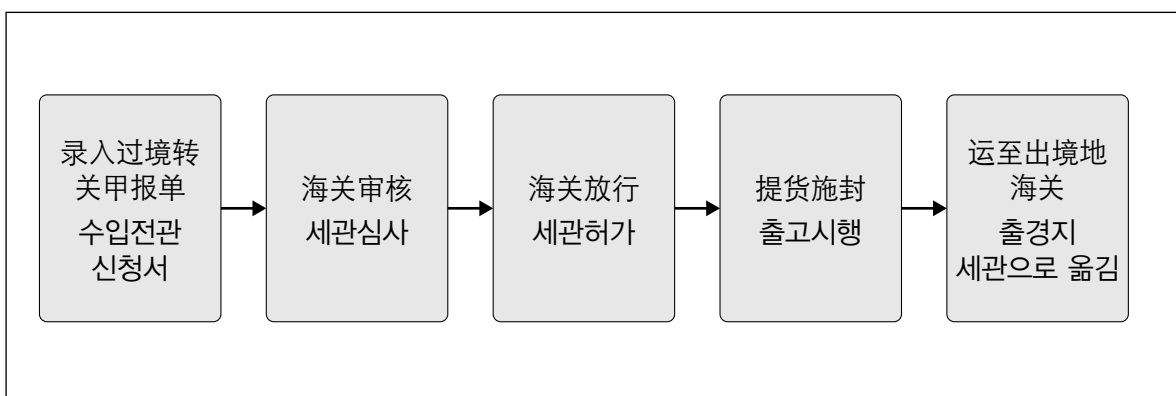 录入过境转
关甲报单
수입전관
신청서
海关审核
세관심사
海关放行
세관허가
提货施封
출고시행
运至出境地
海关
출경지
세관으로 옮김